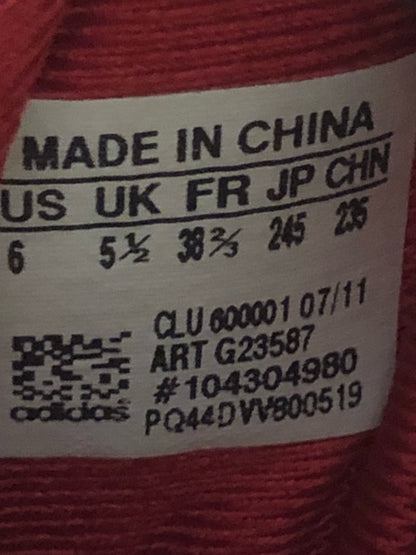 MADE IN CHINA
US UK FR JP CHN
6 5½ 38⅔ 245 235
CLU 600001 07/11
ART G23587
#104304980
adidas PQ44DVVB00519